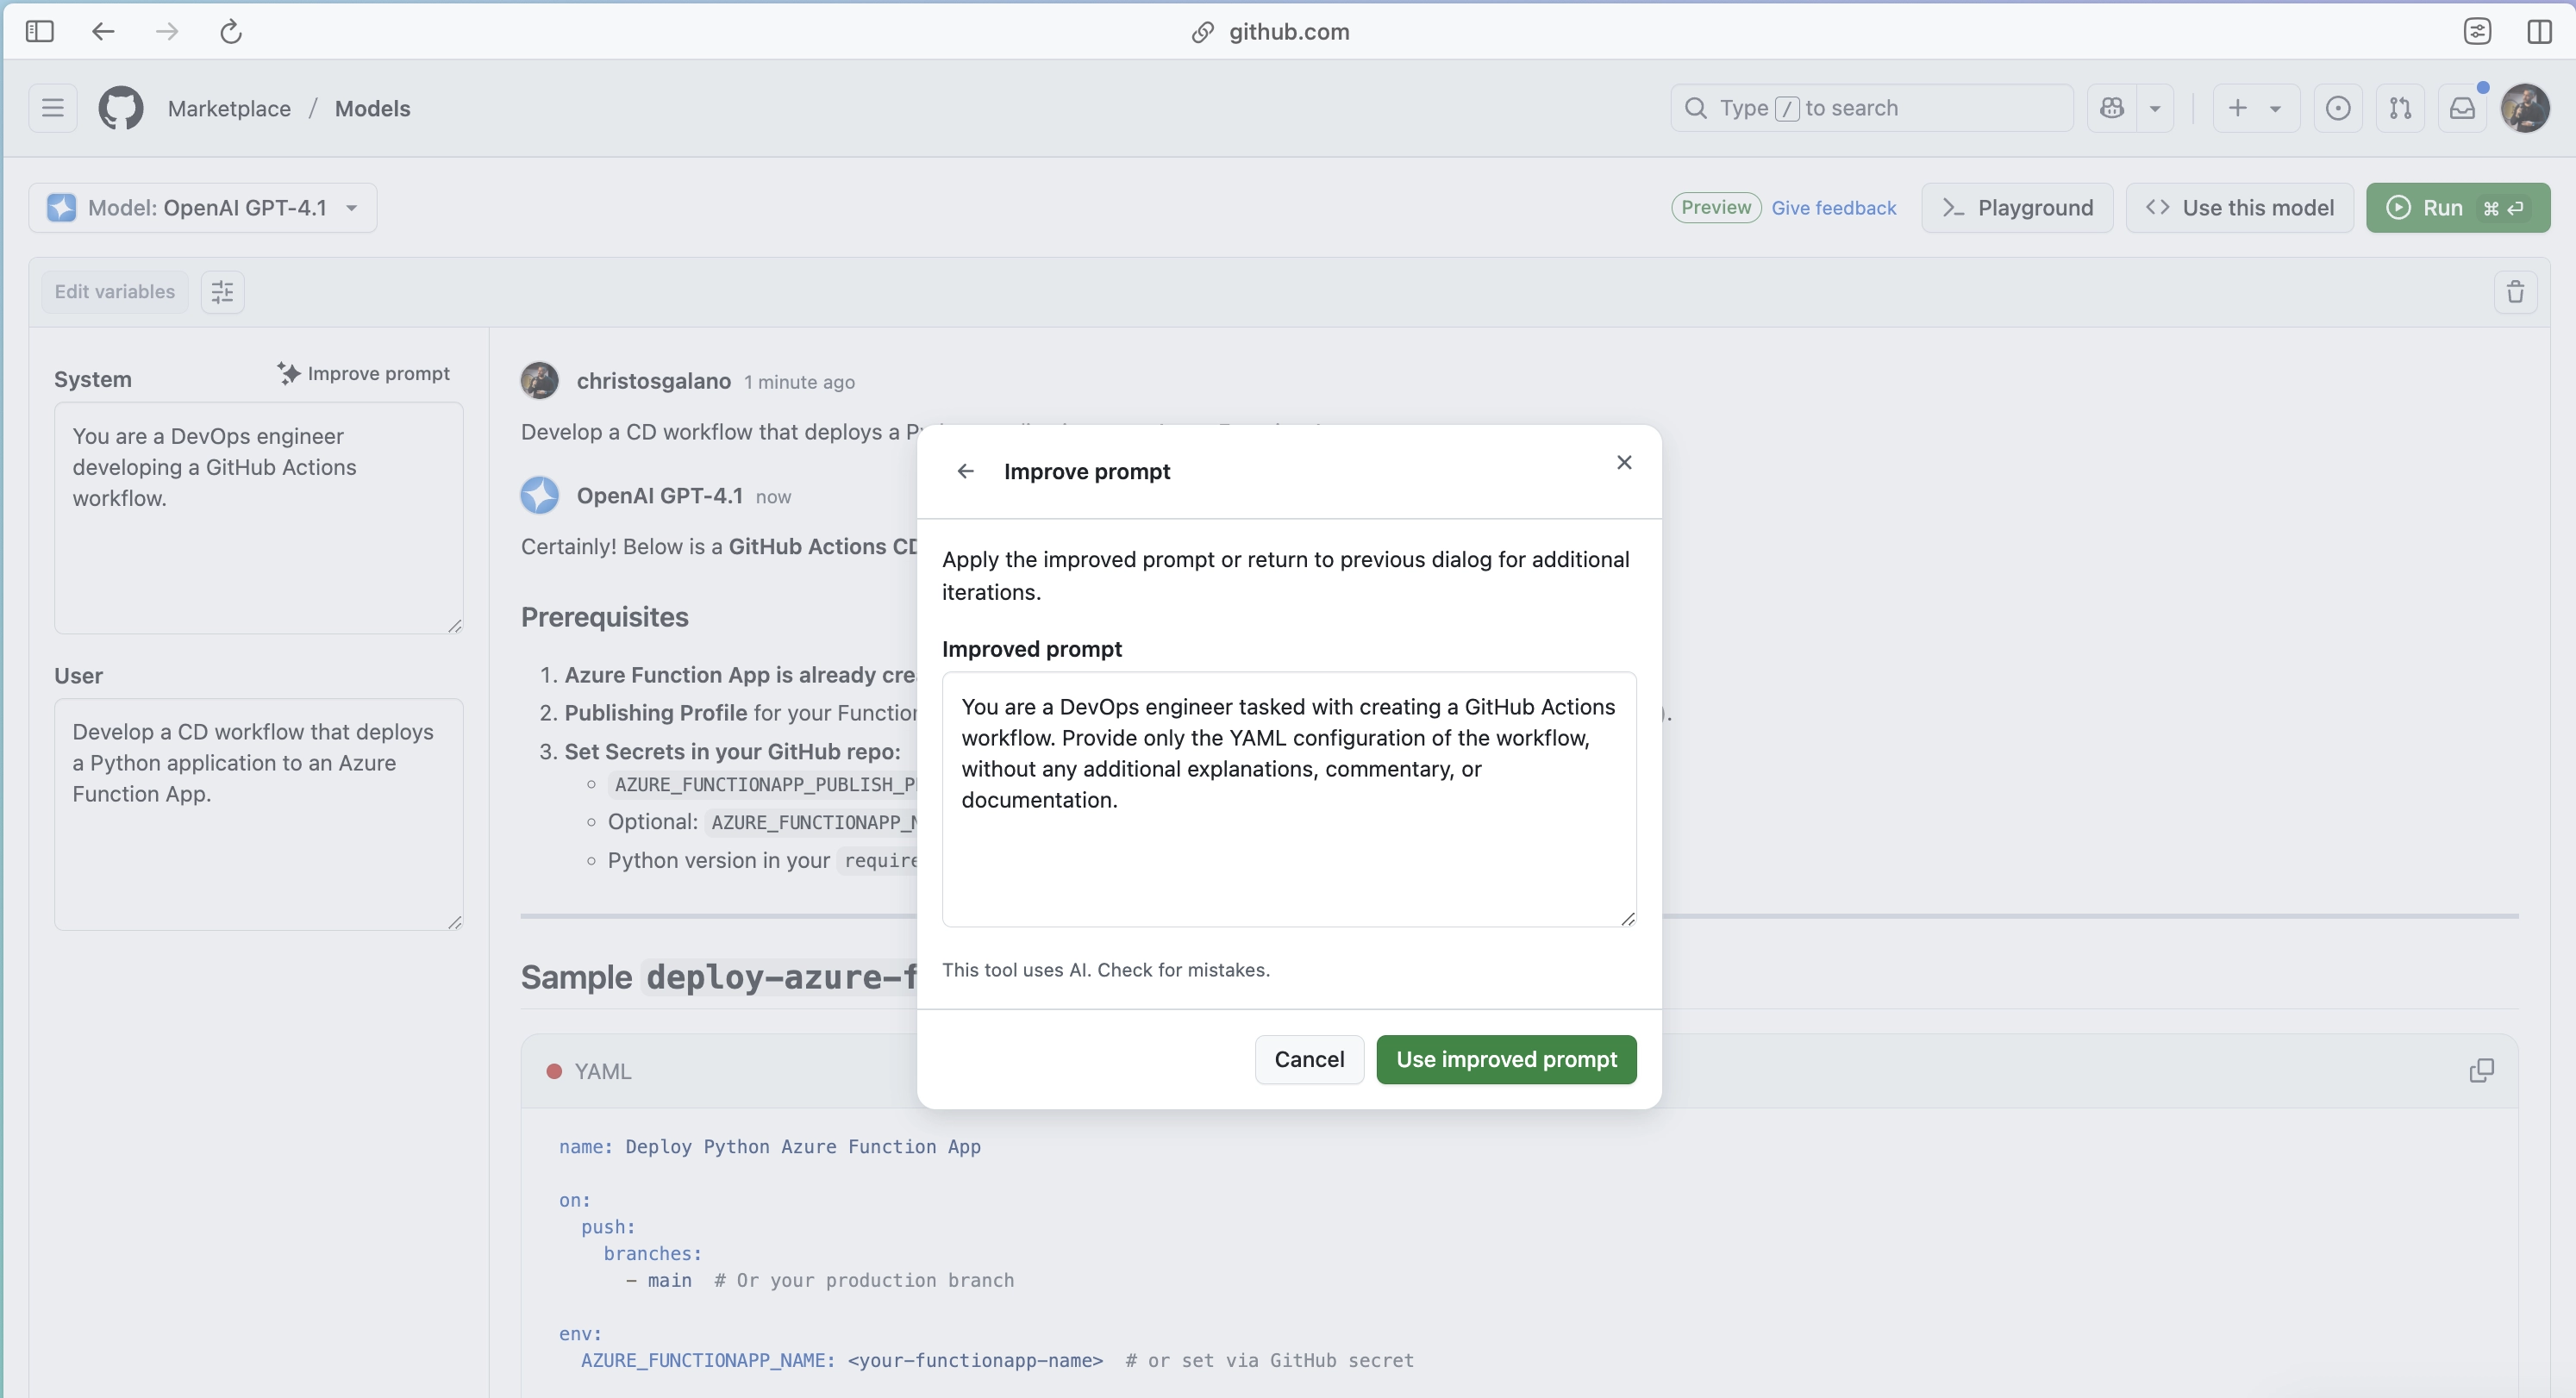 github.com
Marketplace / Models
Type / to search
Model: OpenAI GPT-4.1
Preview Give feedback
Playground
Use this model
Run ⌘ ↵
Edit variables
System
Improve prompt
You are a DevOps engineer
developing a GitHub Actions
workflow.
User
Develop a CD workflow that deploys
a Python application to an Azure
Function App.
christosgalano 1 minute ago
Develop a CD workflow that deploys a
OpenAI GPT-4.1 now
Certainly! Below is a GitHub Actions CD
Prerequisites
1. Azure Function App is already cre
2. Publishing Profile for your Function ).
3. Set Secrets in your GitHub repo:
AZURE_FUNCTIONAPP_PUBLISH_P
Optional: AZURE_FUNCTIONAPP_N
Python version in your require
Sample deploy-azure-f
YAML
name: Deploy Python Azure Function App
on:
push:
branches:
- main # Or your production branch
env:
AZURE_FUNCTIONAPP_NAME: <your-functionapp-name> # or set via GitHub secret
Improve prompt
Apply the improved prompt or return to previous dialog for additional
iterations.
Improved prompt
You are a DevOps engineer tasked with creating a GitHub Actions
workflow. Provide only the YAML configuration of the workflow,
without any additional explanations, commentary, or
documentation.
This tool uses AI. Check for mistakes.
Cancel
Use improved prompt